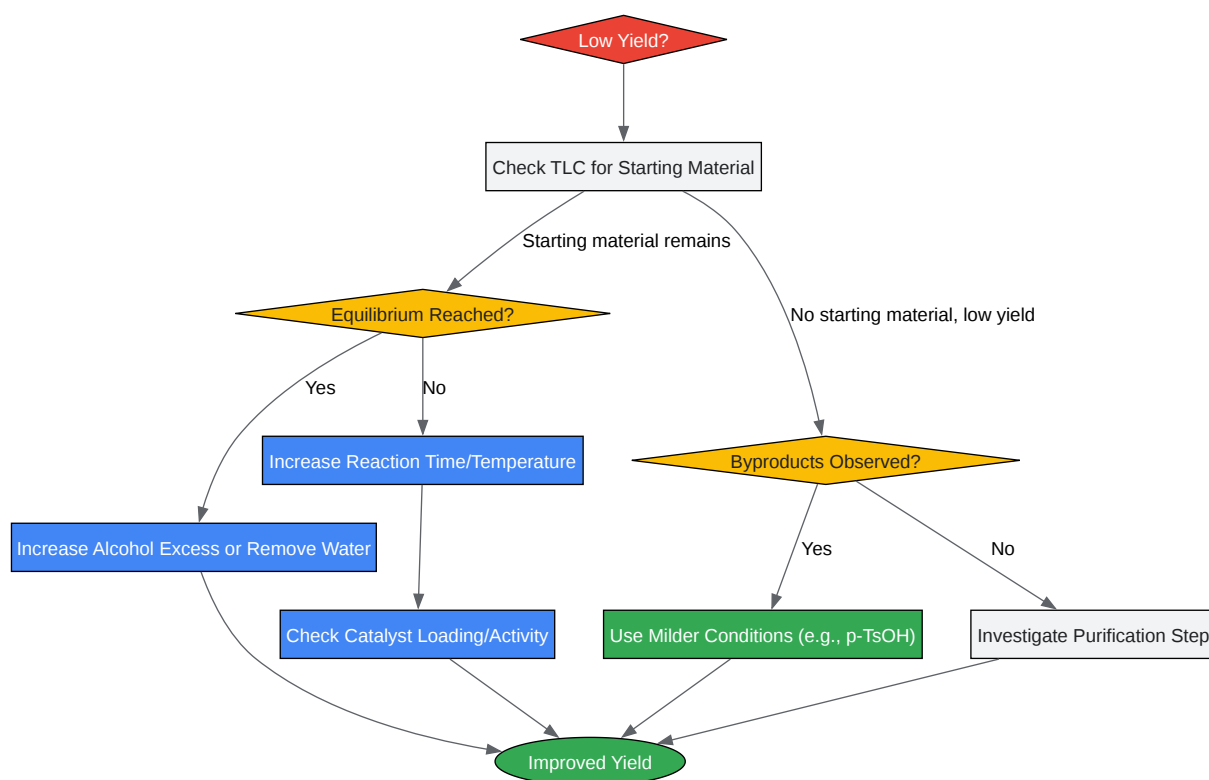 Low Yield?
Check TLC for Starting Material
Starting material remains
Equilibrium Reached?
No starting material, low yield
Yes
No
Increase Reaction Time/Temperature
Byproducts Observed?
Increase Alcohol Excess or Remove Water
Yes
No
Check Catalyst Loading/Activity
Use Milder Conditions (e.g., p-TsOH)
Investigate Purification Step
Improved Yield